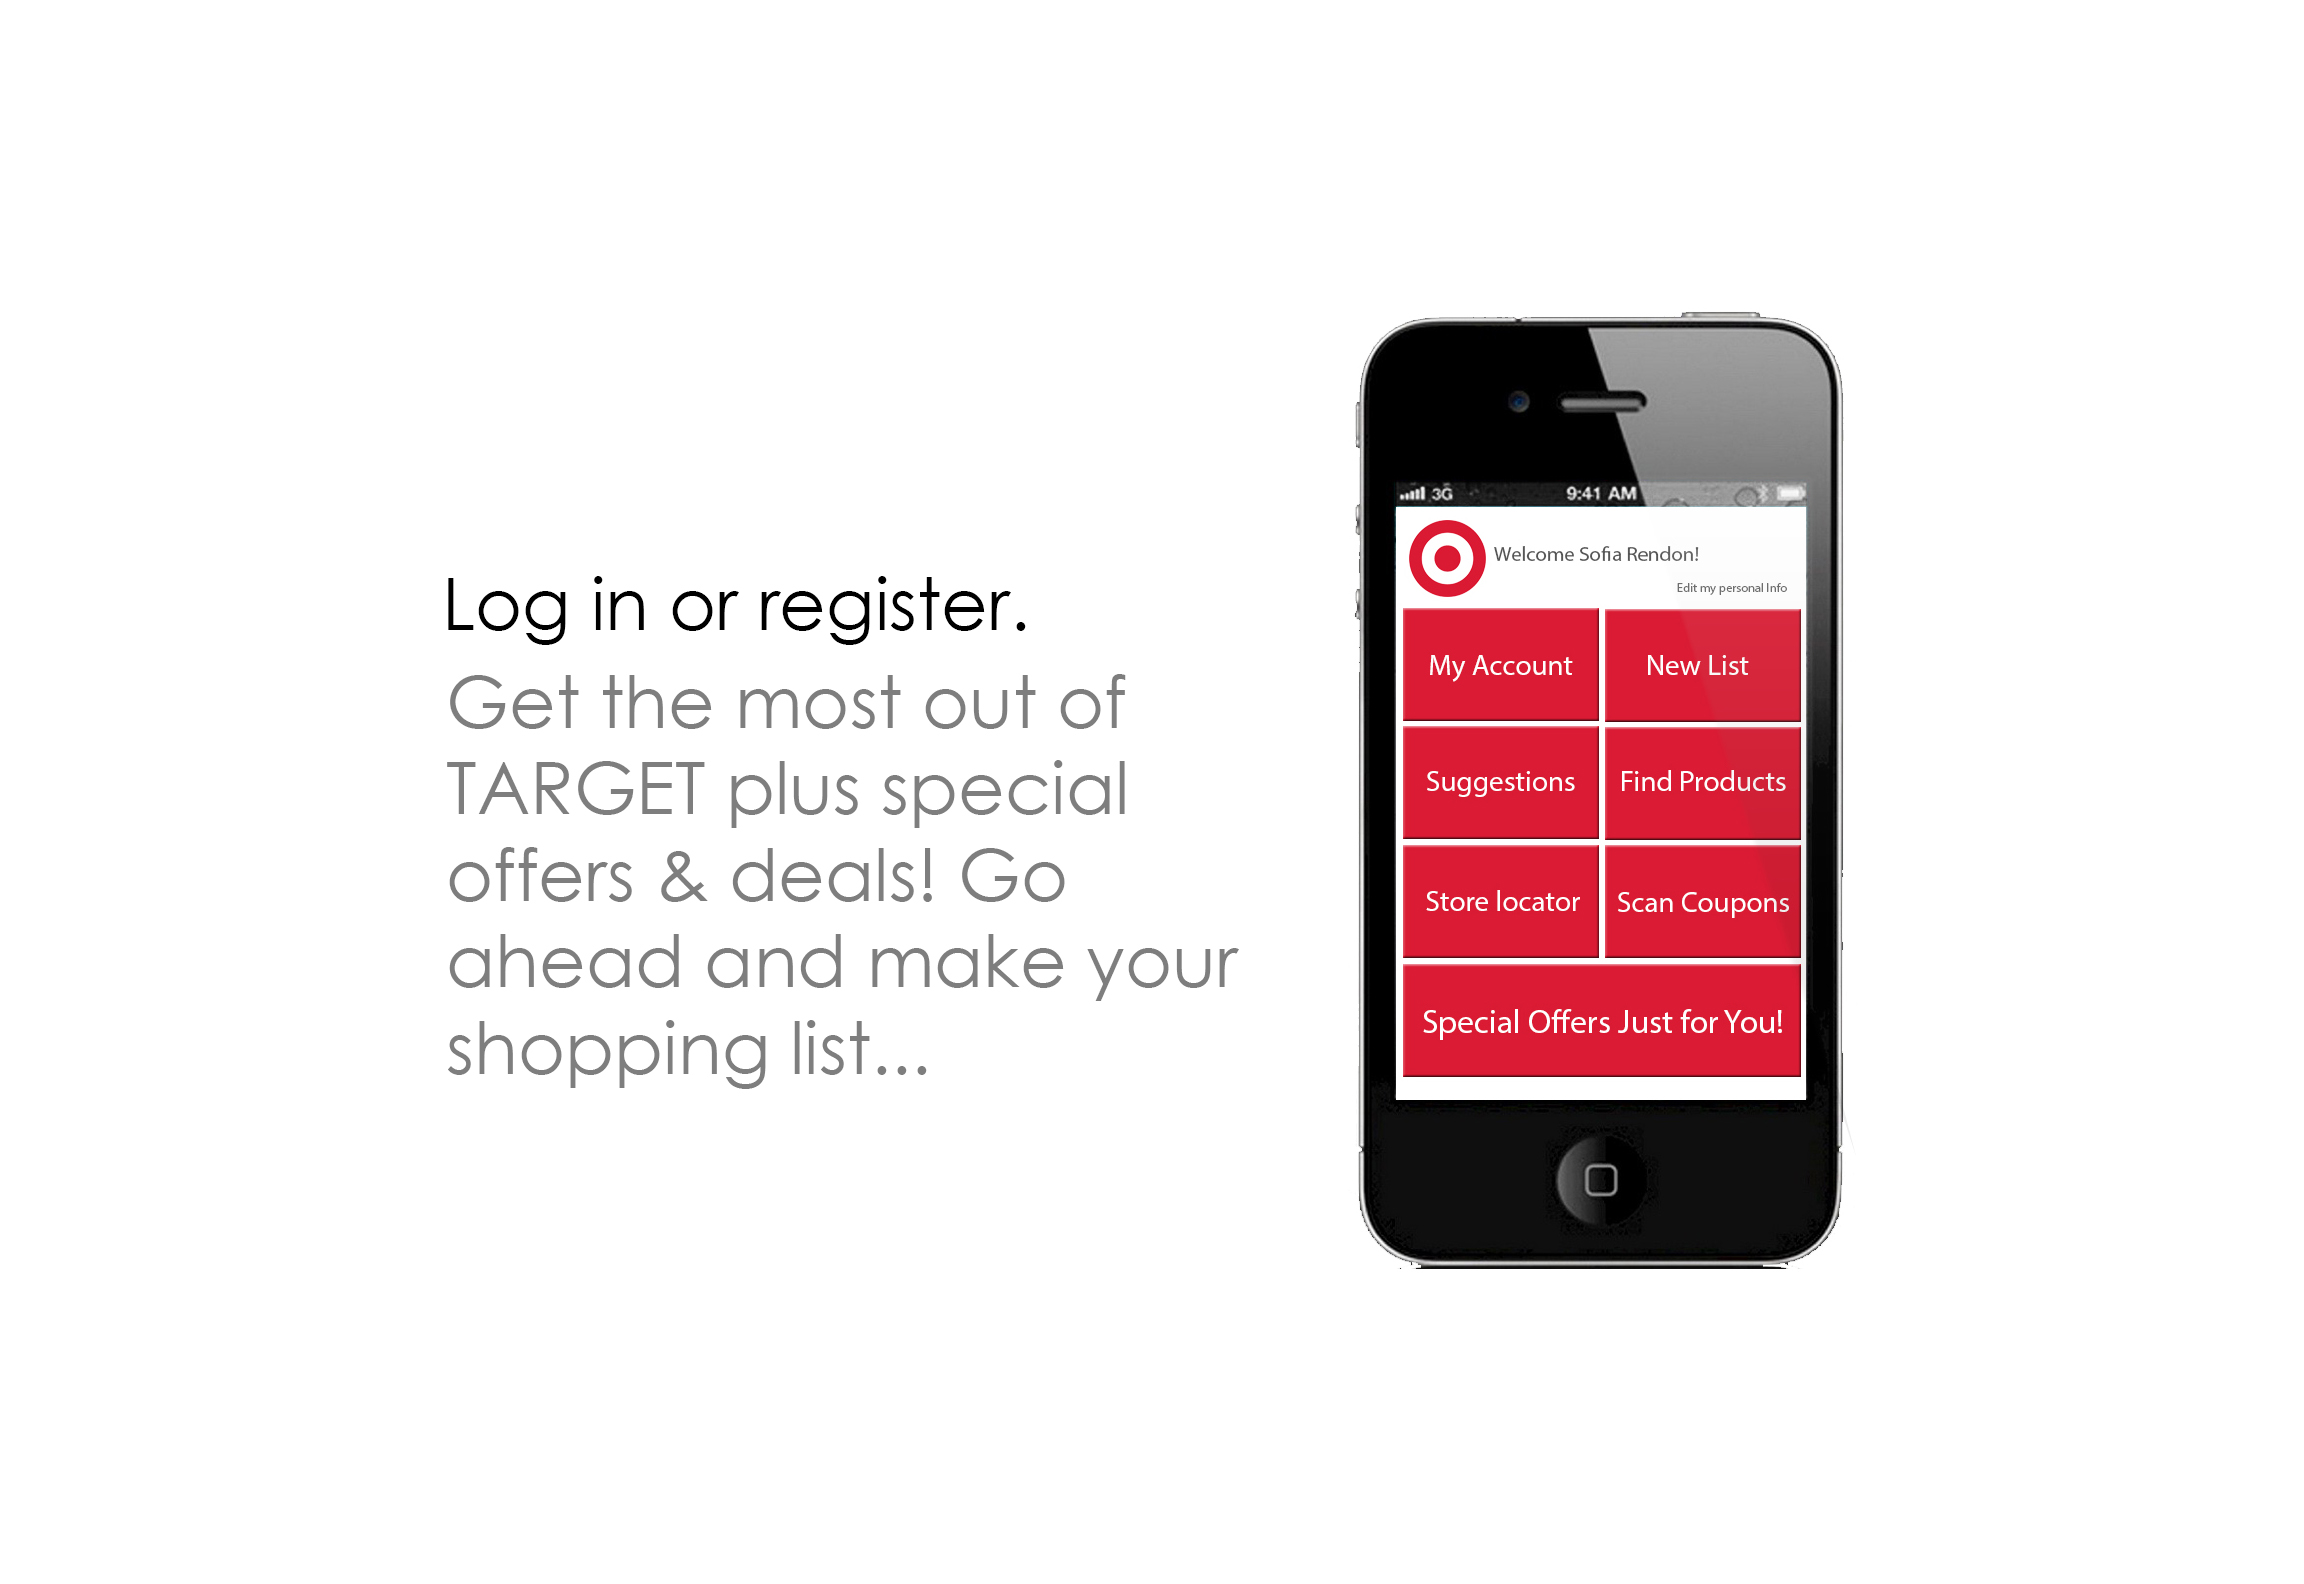 Log in or register.
Get the most out of
TARGET plus special
offers & deals! Go
ahead and make your
shopping list...
3G 9:41 AM
Welcome Sofia Rendon!
Edit my personal Info
My Account New List
Suggestions Find Products
Store locator Scan Coupons
Special Offers Just for You!